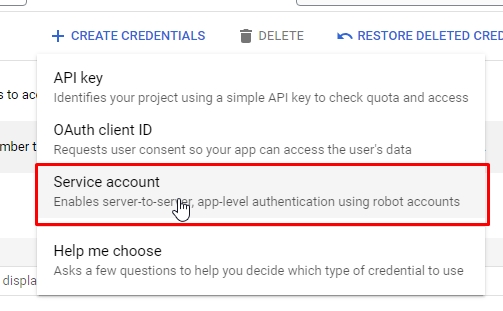 + CREATE CREDENTIALS DELETE RESTORE DELETED CRED
API key
s to acc
Identifies your project using a simple API key to check quota and access
OAuth client ID
mber t
Requests user consent so your app can access the user's data
Service account
Enables server-to-server, app-level authentication using robot accounts
Help me choose
displa
Asks a few questions to help you decide which type of credential to use